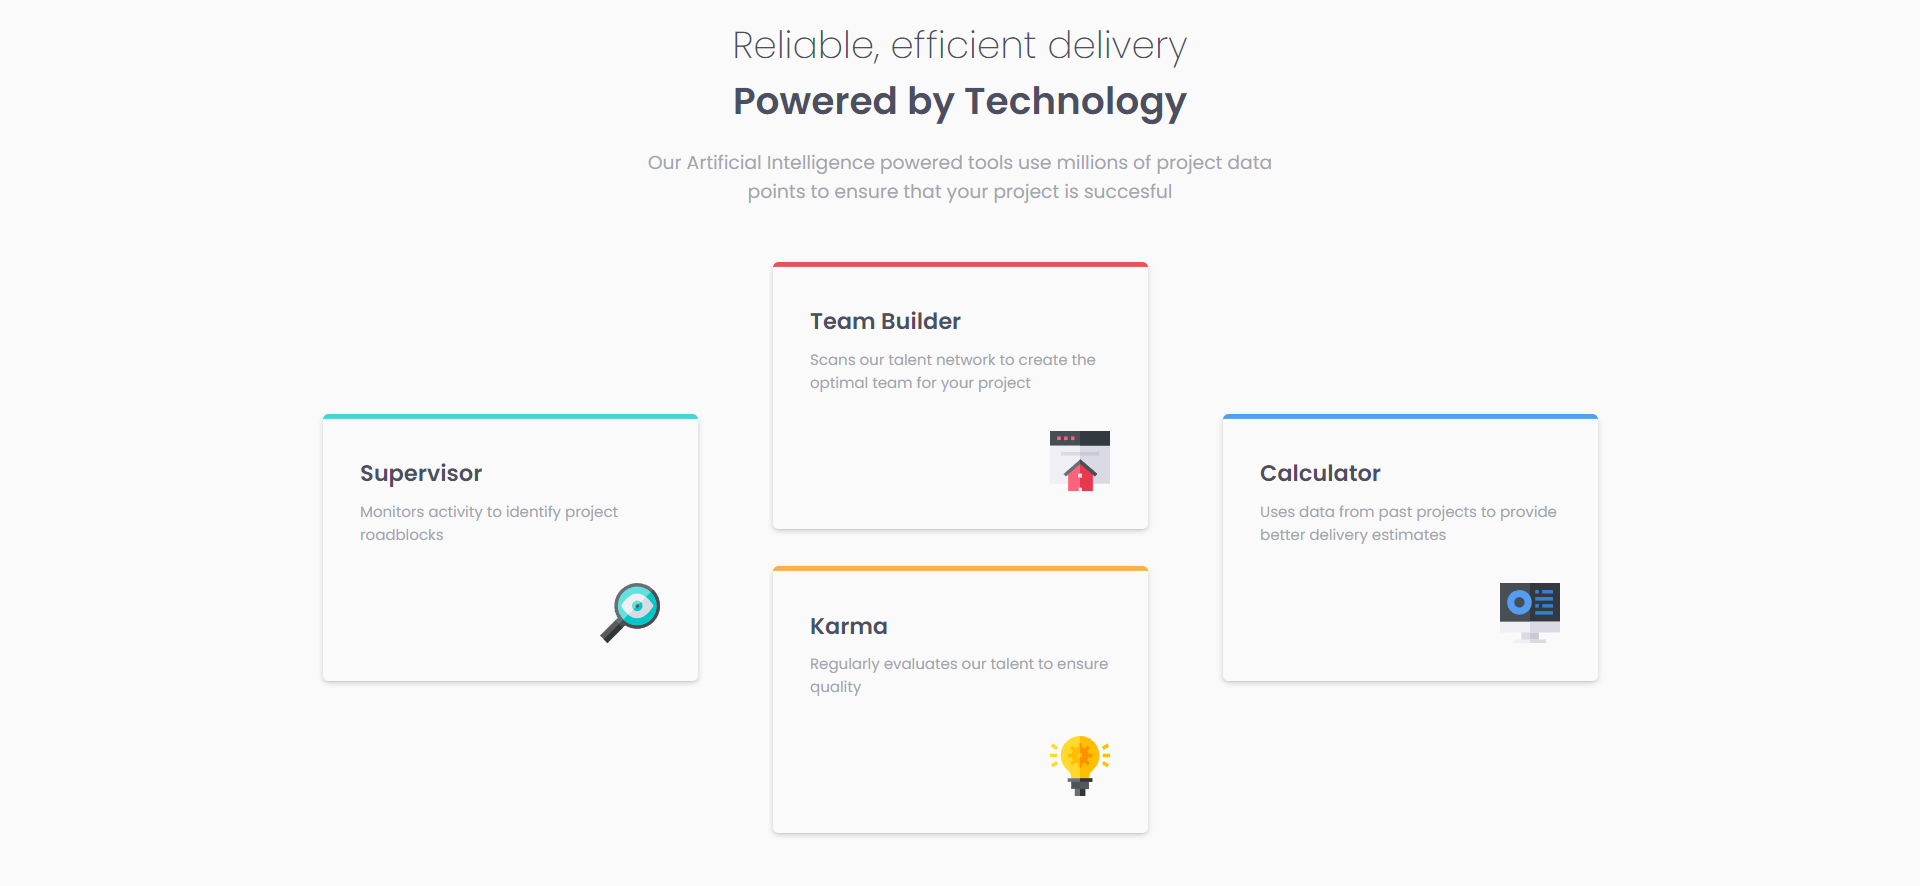 Reliable, efficient delivery
Powered by Technology
Our Artificial Intelligence powered tools use millions of project data
points to ensure that your project is succesful
Team Builder
Scans our talent network to create the
optimal team for your project
Supervisor
Monitors activity to identify project
roadblocks
Calculator
Uses data from past projects to provide
better delivery estimates
Karma
Regularly evaluates our talent to ensure
quality